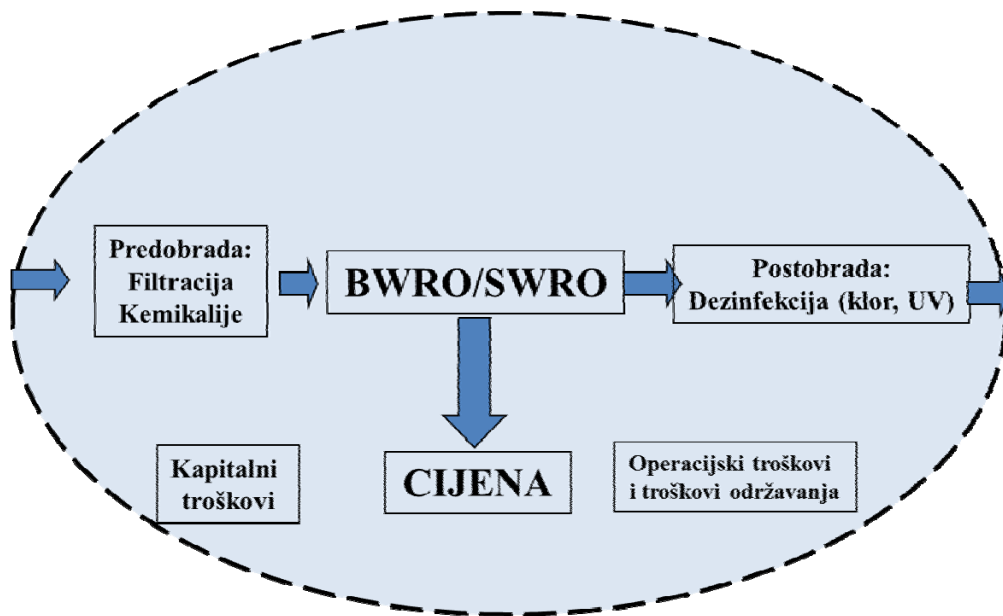 Predobrada:
Filtracija
Kemikalije
BWRO/SWRO
Postobrada:
Dezinfekcija (klor, UV)
Kapitalni
troškovi
CIJENA
Operacijski troškovi
i troškovi održavanja